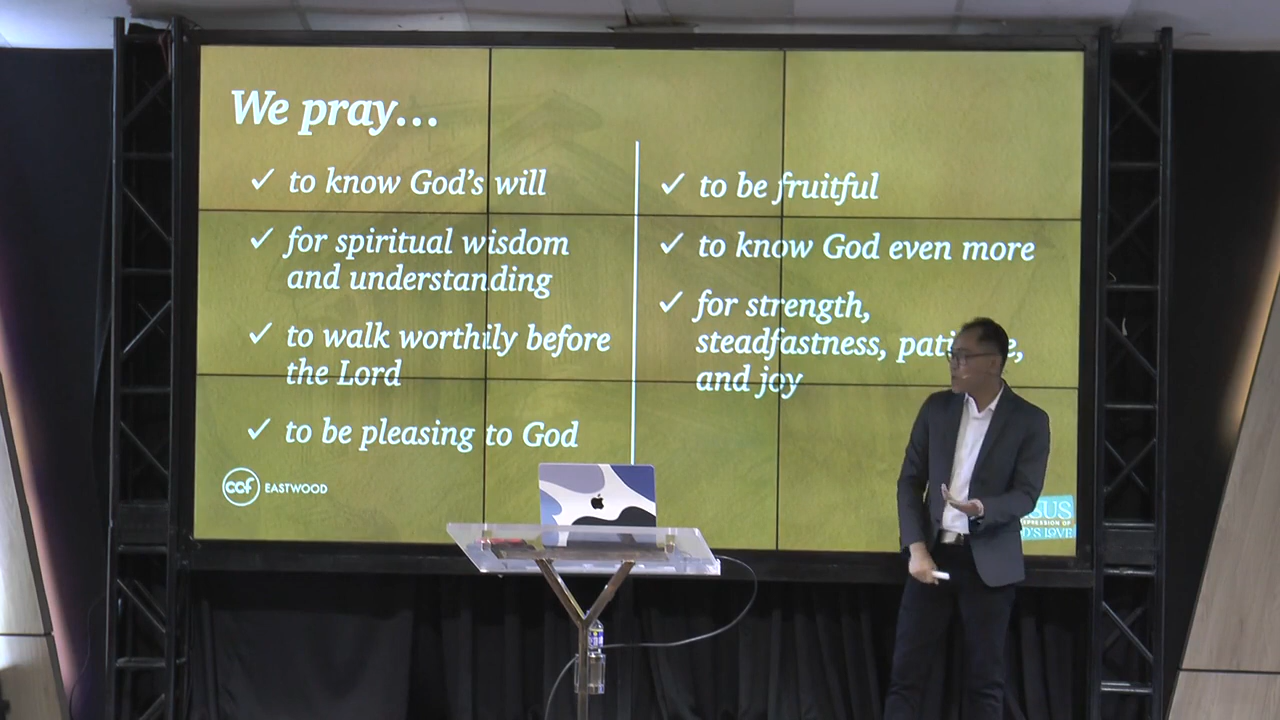 We pray...
✓ to know God's will
✓ for spiritual wisdom
and understanding
✓ to walk worthily before
the Lord
✓ to be pleasing to God
✓ to be fruitful
✓ to know God even more
✓ for strength,
steadfastness,
and joy
ccf EASTWOOD